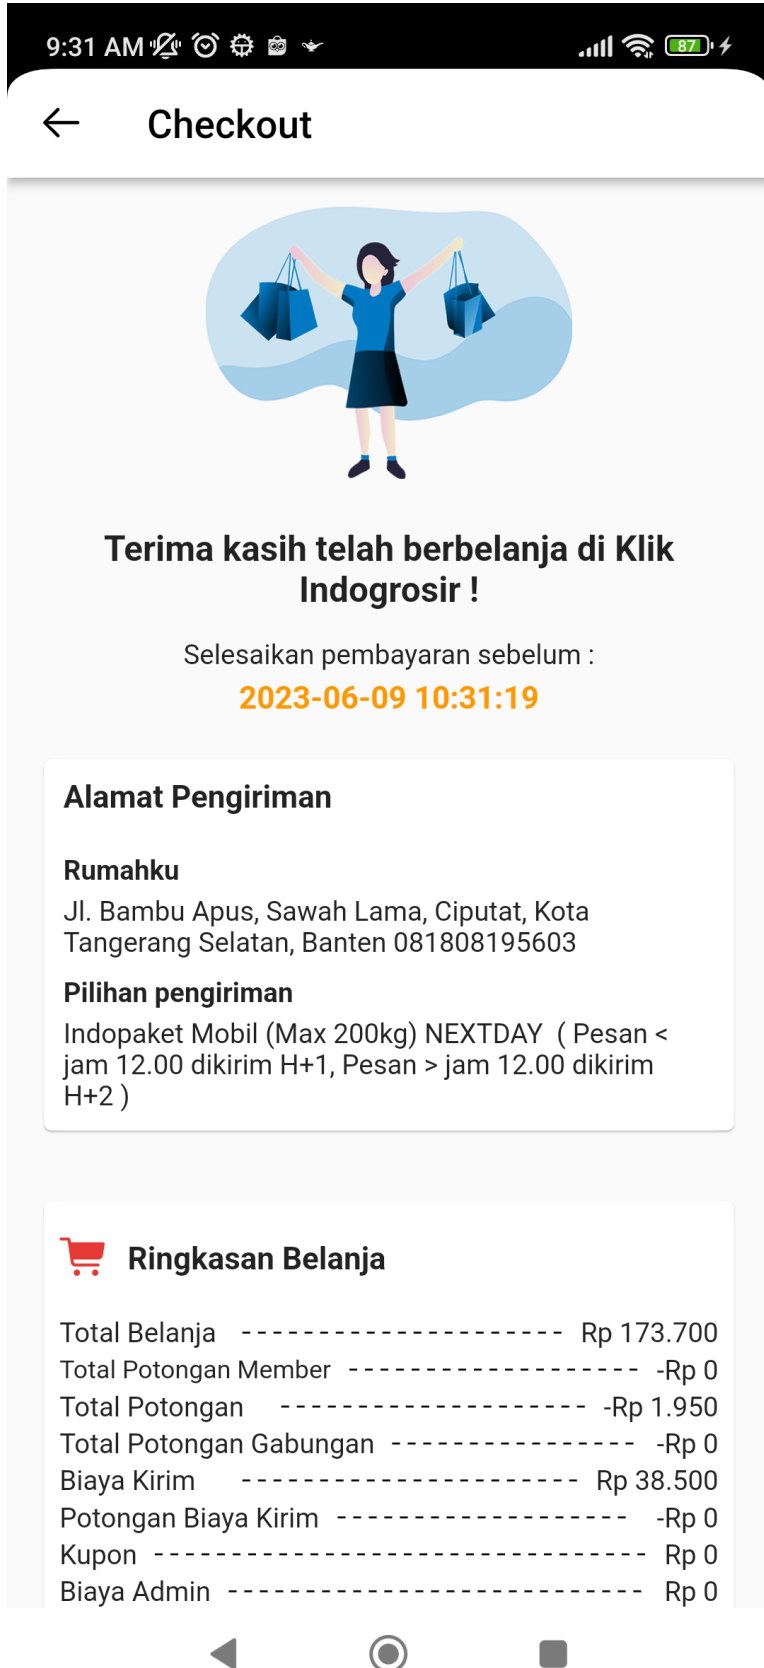 9:31 AM
87
Checkout
Terima kasih telah berbelanja di Klik
Indogrosir !
Selesaikan pembayaran sebelum :
2023-06-09 10:31:19
Alamat Pengiriman
Rumahku
Jl. Bambu Apus, Sawah Lama, Ciputat, Kota
Tangerang Selatan, Banten 081808195603
Pilihan pengiriman
Indopaket Mobil (Max 200kg) NEXTDAY  ( Pesan <
jam 12.00 dikirim H+1, Pesan > jam 12.00 dikirim
H+2 )
Ringkasan Belanja
Total Belanja --------------------- Rp 173.700
Total Potongan Member ------------------- -Rp 0
Total Potongan -------------------- -Rp 1.950
Total Potongan Gabungan ---------------- -Rp 0
Biaya Kirim ---------------------- Rp 38.500
Potongan Biaya Kirim ------------------- -Rp 0
Kupon -------------------------------- Rp 0
Biaya Admin --------------------------- Rp 0